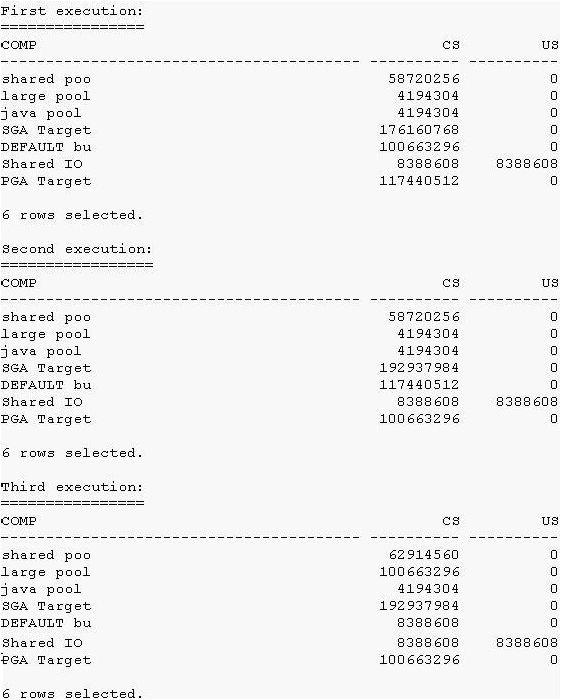 First execution:
================
COMP CS US
---------------------------------------- ---------- ----------
shared poo 58720256 0
large pool 4194304 0
java pool 4194304 0
SGA Target 176160768 0
DEFAULT bu 100663296 0
Shared IO 8388608 8388608
PGA Target 117440512 0
6 rows selected.
Second execution:
=================
COMP CS US
---------------------------------------- ---------- ----------
shared poo 58720256 0
large pool 4194304 0
java pool 4194304 0
SGA Target 192937984 0
DEFAULT bu 117440512 0
Shared IO 8388608 8388608
PGA Target 100663296 0
6 rows selected.
Third execution:
================
COMP CS US
---------------------------------------- ---------- ----------
shared poo 62914560 0
large pool 100663296 0
java pool 4194304 0
SGA Target 192937984 0
DEFAULT bu 8388608 0
Shared IO 8388608 8388608
PGA Target 100663296 0
6 rows selected.